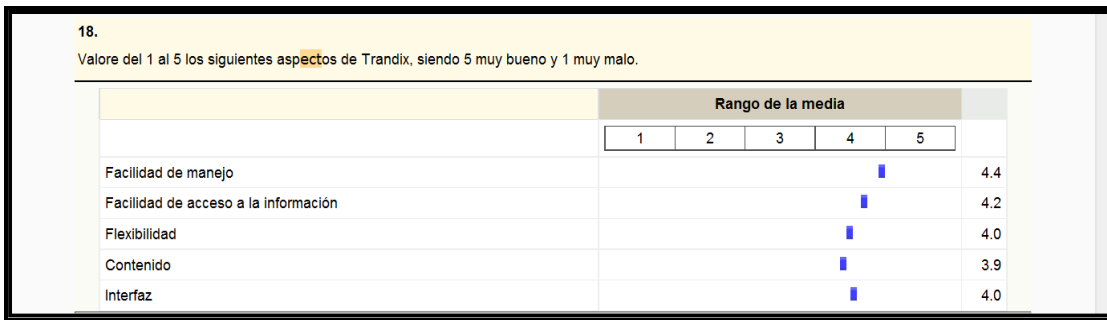 18.
Valore del 1 al 5 los siguientes aspectos de Trandix, siendo 5 muy bueno y 1 muy malo.
Rango de la media
1 2 3 4 5
Facilidad de manejo 4.4
Facilidad de acceso a la información 4.2
Flexibilidad 4.0
Contenido 3.9
Interfaz 4.0